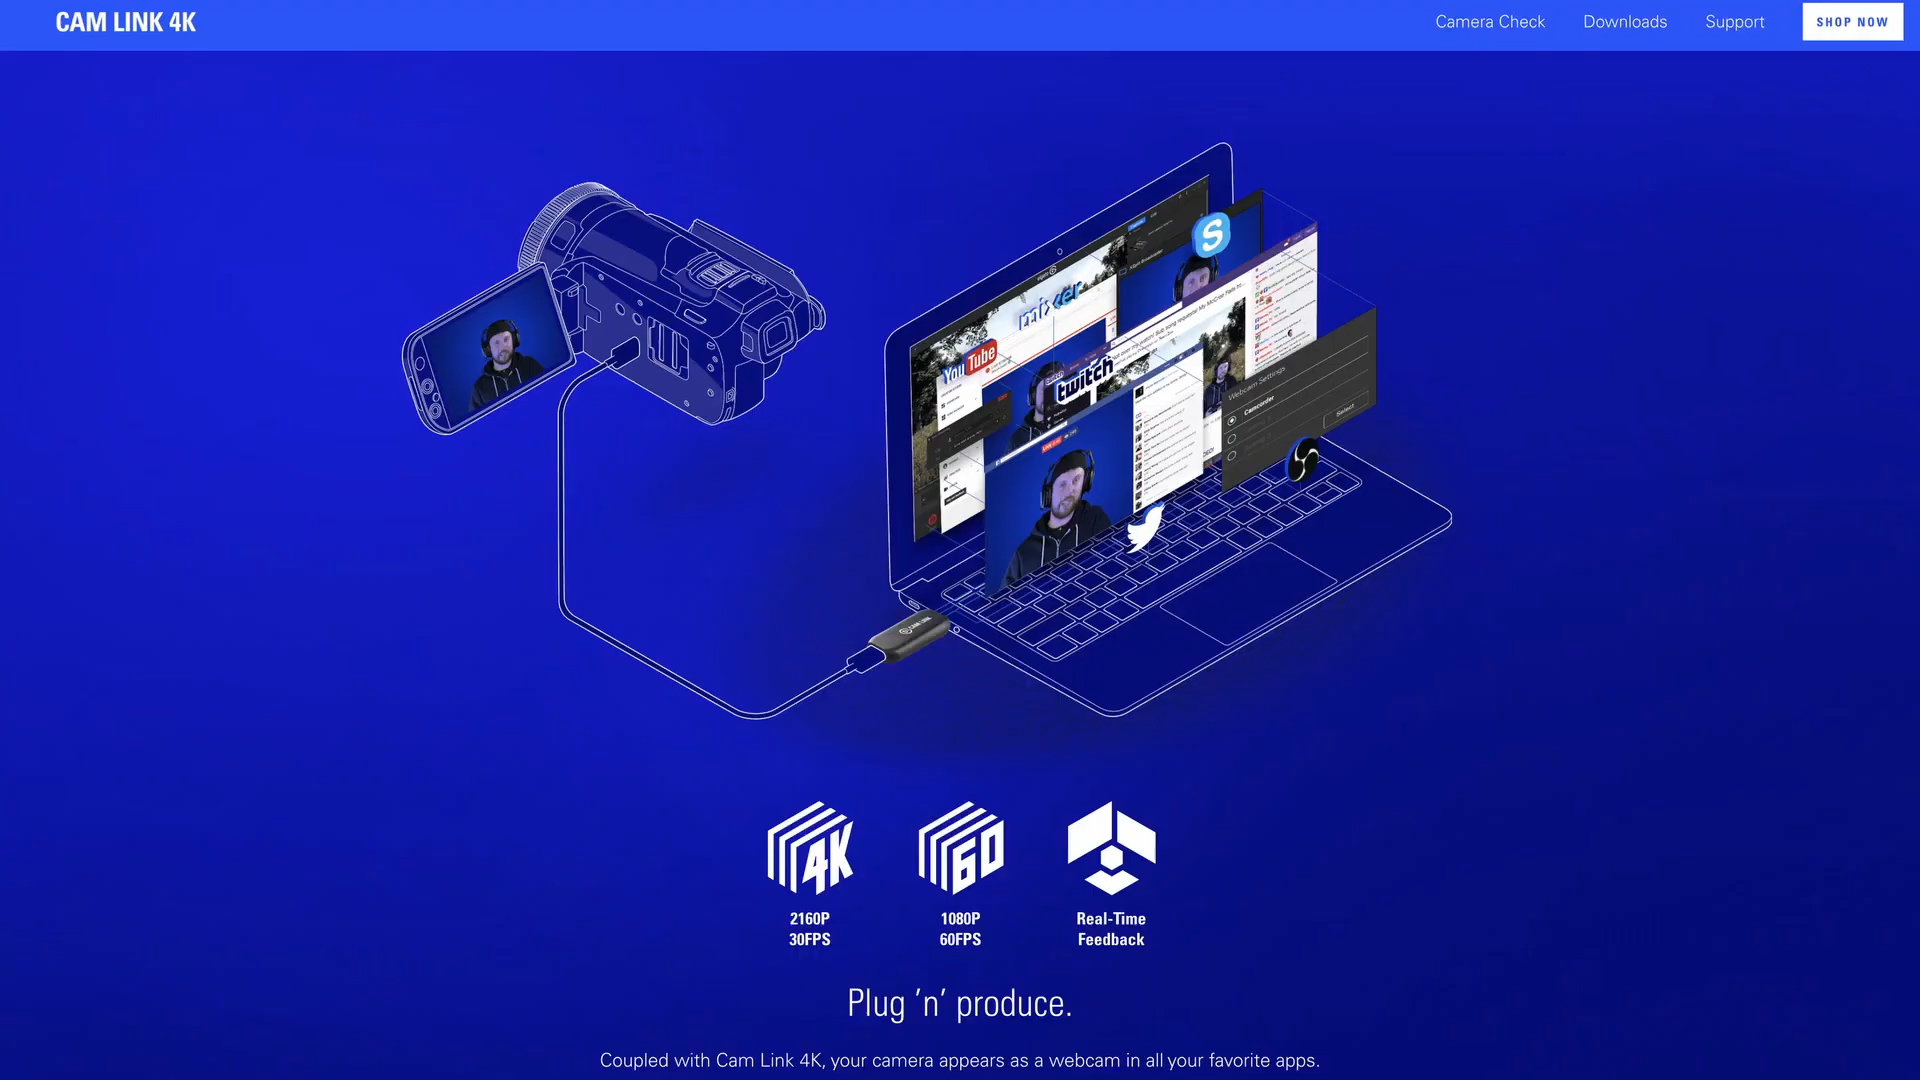 CAM LINK 4K
Camera Check
Downloads
Support
SHOP NOW
mixer
YouTube
twitch
S
Webcam Settings
Camcorder
Select
CAM LINK
4K
60
2160P
30FPS
1080P
60FPS
Real-Time
Feedback
Plug 'n' produce.
Coupled with Cam Link 4K, your camera appears as a webcam in all your favorite apps.